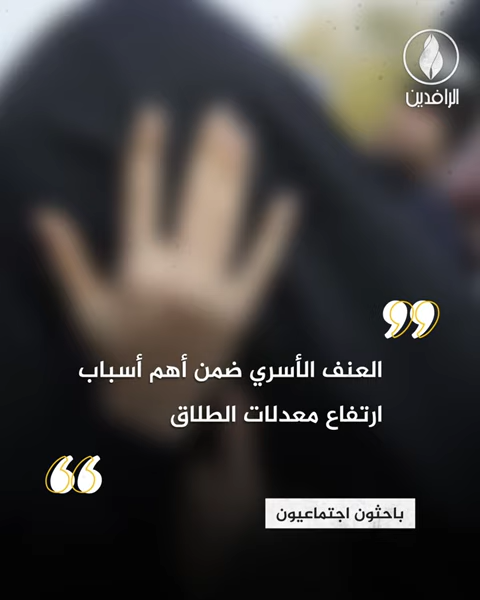 الرافدين
العنف الأسري ضمن أهم أسباب
ارتفاع معدلات الطلاق
باحثون اجتماعيون